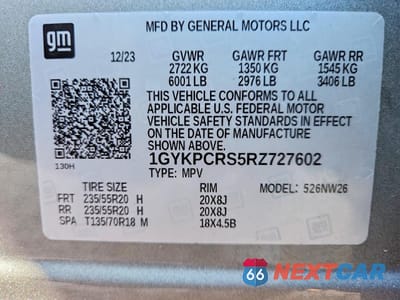 gm
MFD BY GENERAL MOTORS LLC
12/23 GVWR GAWR FRT GAWR RR
2722 KG 1350 KG 1545 KG
6001 LB 2976 LB 3406 LB
THIS VEHICLE CONFORMS TO ALL
APPLICABLE U.S. FEDERAL MOTOR
VEHICLE SAFETY STANDARDS IN EFFECT
ON THE DATE OF MANUFACTURE
SHOWN ABOVE.
130H
1GYKPCRS5RZ727602
TYPE: MPV
TIRE SIZE RIM MODEL: 526NW26
FRT 235/55R20 H 20X8J
RR 235/55R20 H 20X8J
SPA T135/70R18 M 18X4.5B
66 NEXTCAR